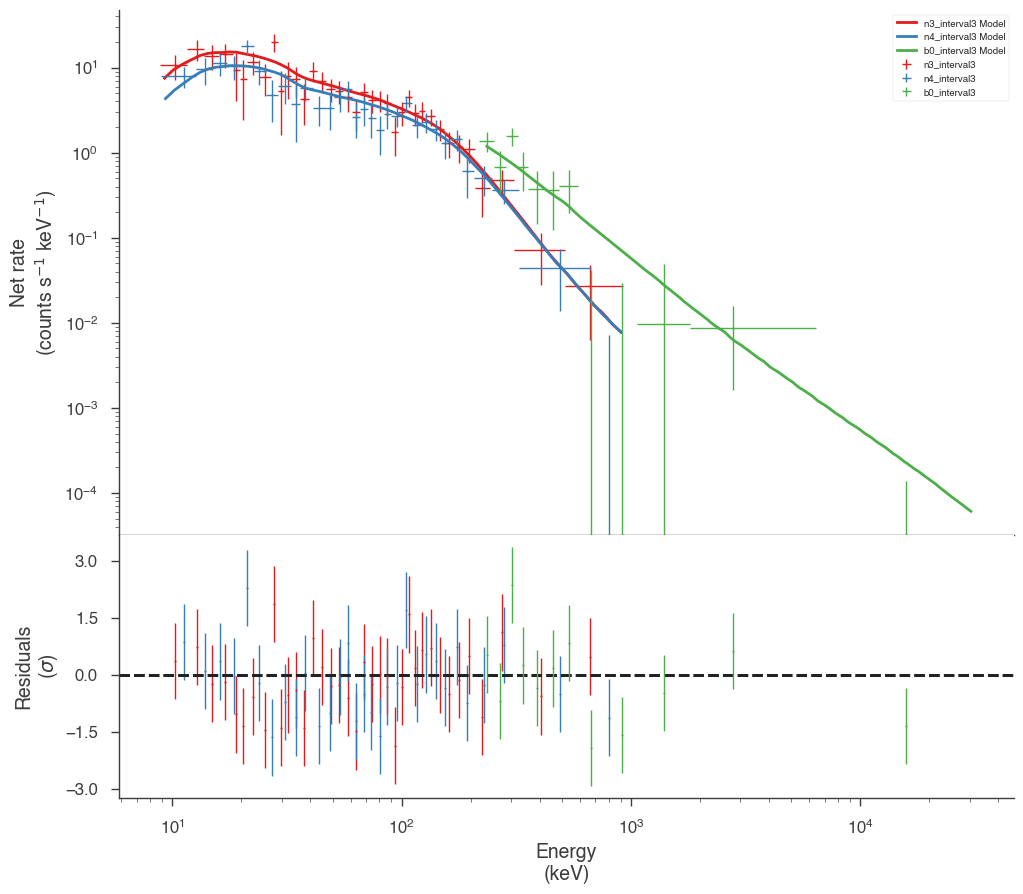 n3_interval3 Model
n4_interval3 Model
b0_interval3 Model
n3_interval3
n4_interval3
b0_interval3
Net rate
(counts s⁻¹ keV⁻¹)
10¹
10⁰
10⁻¹
10⁻²
10⁻³
10⁻⁴
Residuals
(σ)
3.0
1.5
0.0
−1.5
−3.0
10¹ 10² 10³ 10⁴
Energy
(keV)